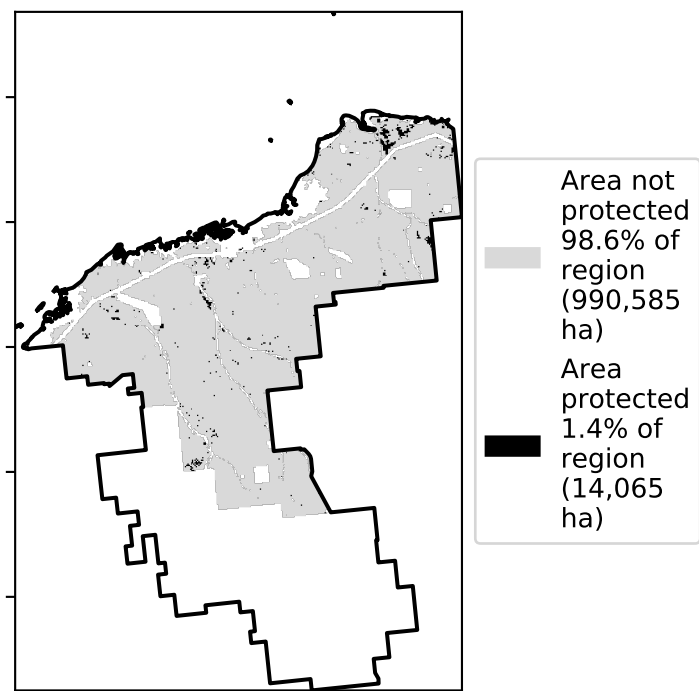 Area not
protected
98.6% of
region
(990,585
ha)
Area
protected
1.4% of
region
(14,065
ha)